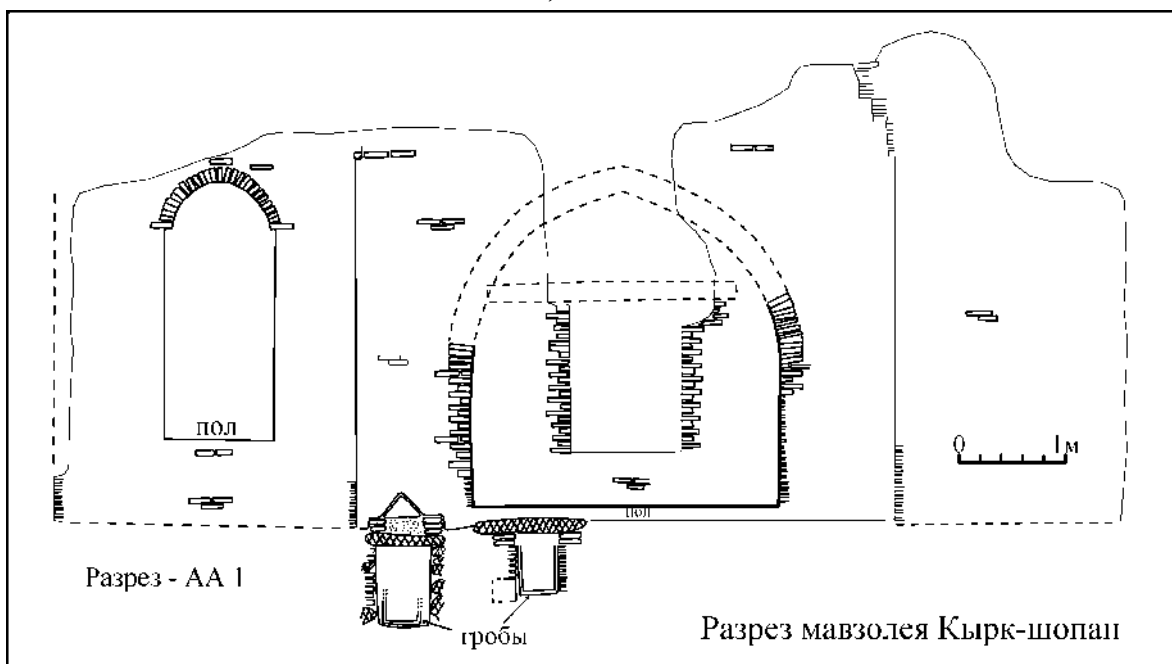 пол
0 1м
пол
Разрез - АА 1
гробы
Разрез мавзолея Кырк-шопан